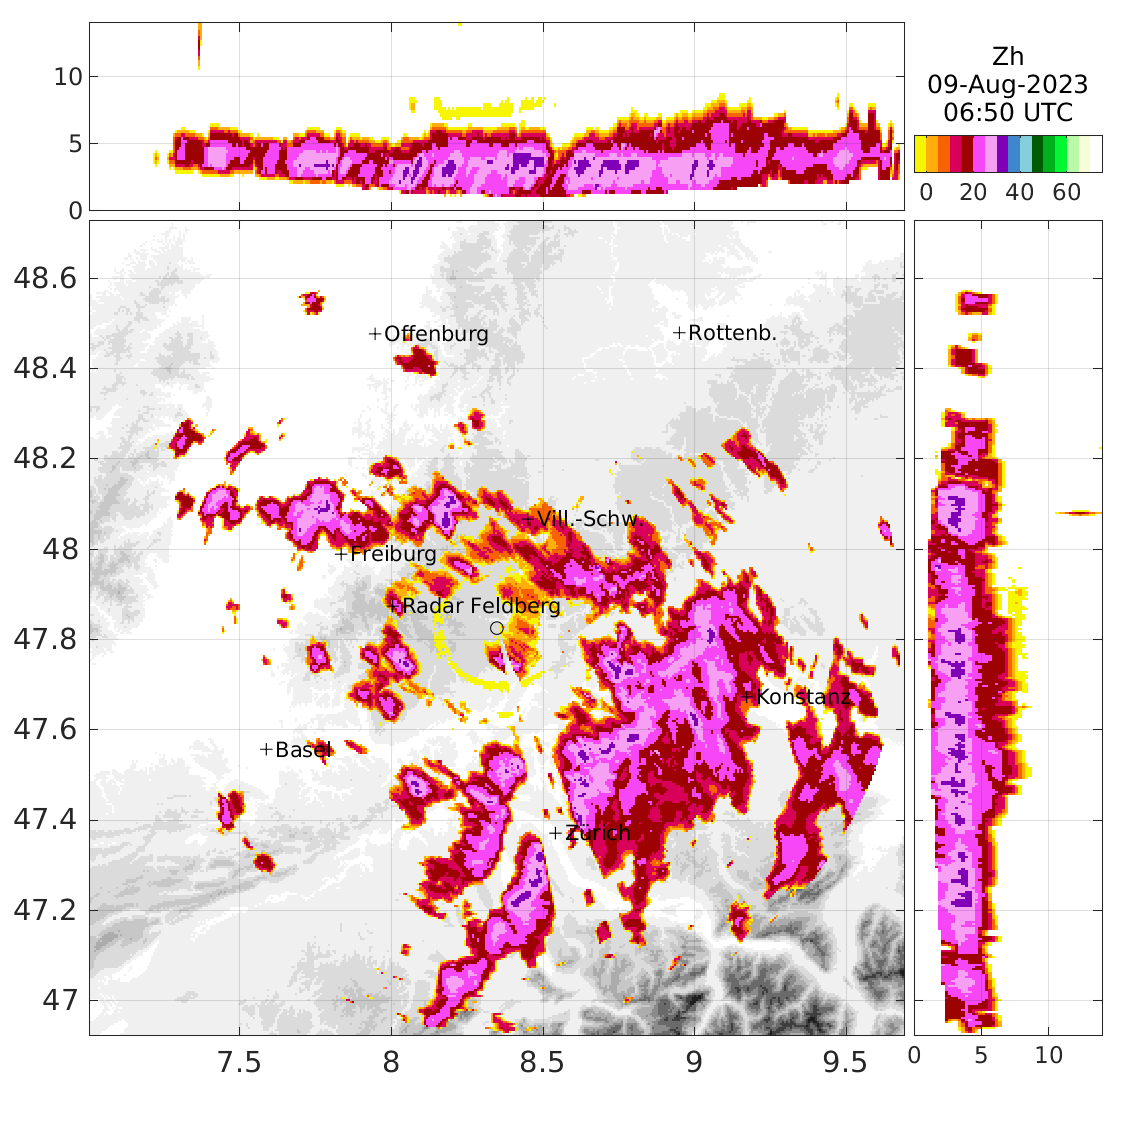 10
5
0
Zh
09-Aug-2023
06:50 UTC
0 20 40 60
48.6
48.4
48.2
48
47.8
47.6
47.4
47.2
47
+Offenburg
+Rottenb.
+Vill.-Schw.
+Freiburg
+Radar Feldberg
+Konstanz
+Basel
+Zürich
7.5 8 8.5 9 9.5
0 5 10